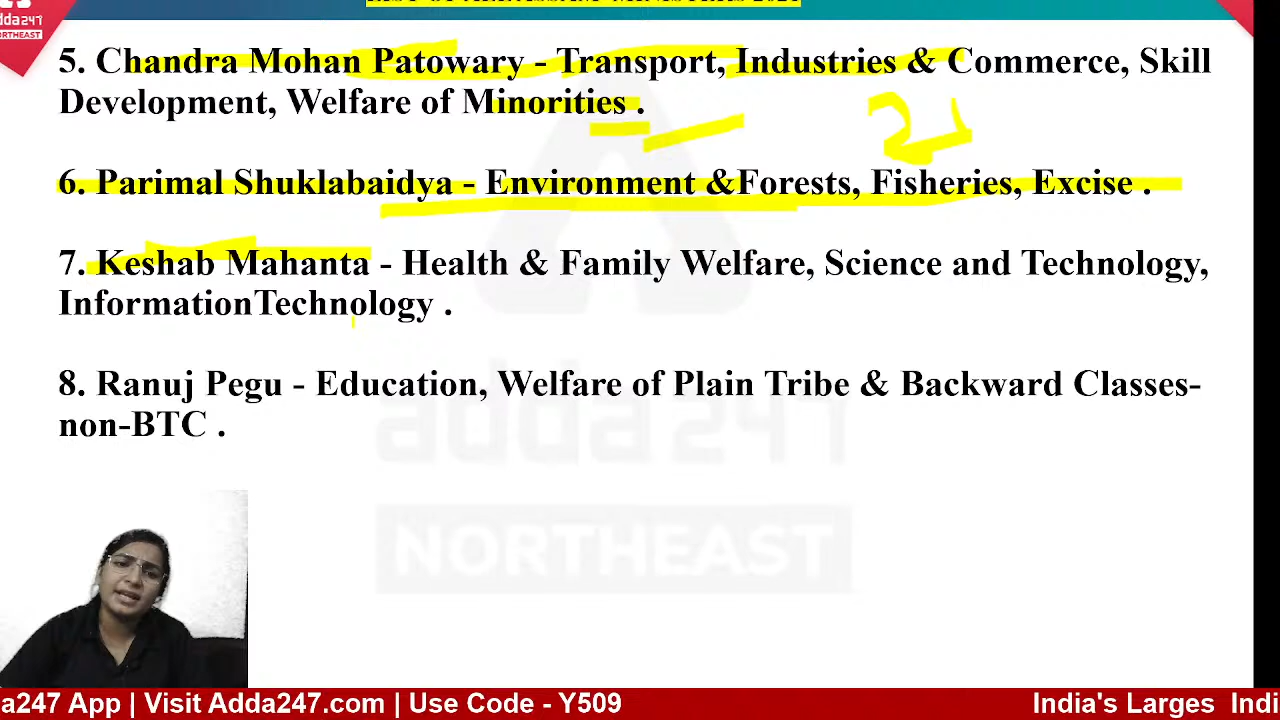 adda247
5. Chandra Mohan Patowary - Transport, Industries & Commerce, Skill
Development, Welfare of Minorities .
21
6. Parimal Shuklabaidya - Environment &Forests, Fisheries, Excise .
7. Keshab Mahanta - Health & Family Welfare, Science and Technology,
InformationTechnology .
8. Ranuj Pegu - Education, Welfare of Plain Tribe & Backward Classes-
non-BTC .
adda247
NORTHEAST
a247 App | Visit Adda247.com | Use Code - Y509
India's Larges Indi